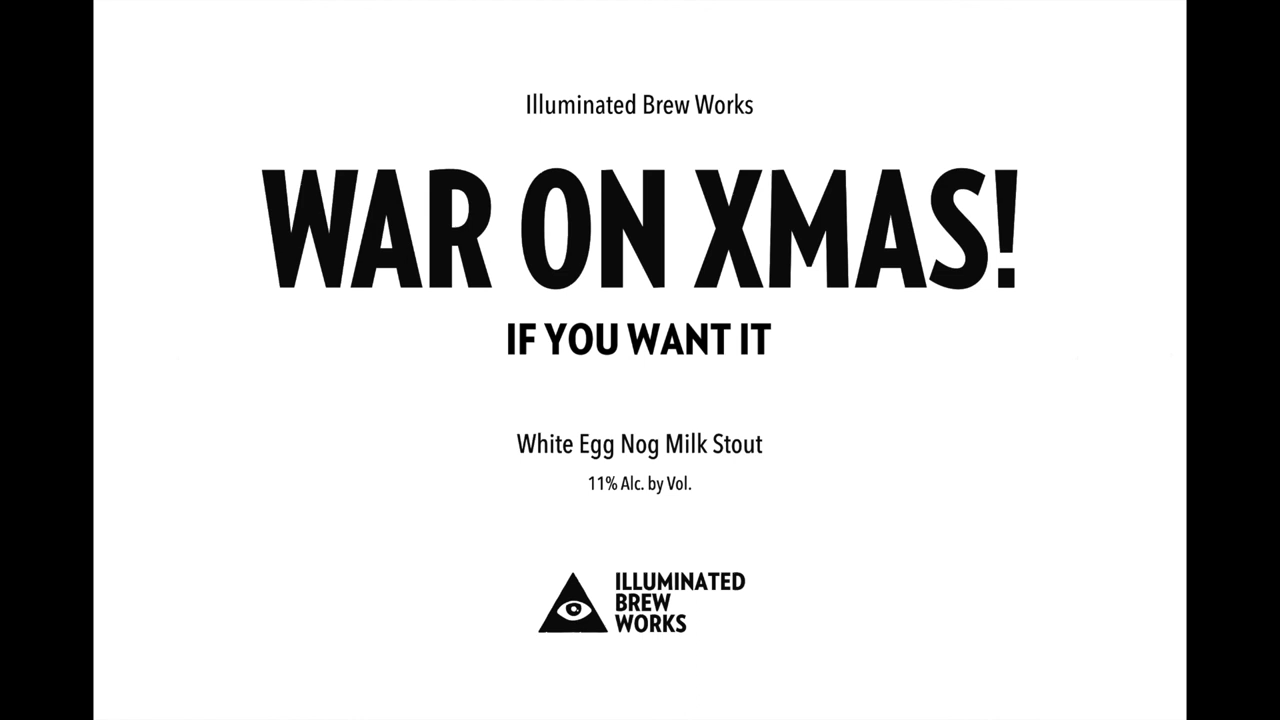 Illuminated Brew Works
WAR ON XMAS!
IF YOU WANT IT
White Egg Nog Milk Stout
11% Alc. by Vol.
ILLUMINATED
BREW
WORKS